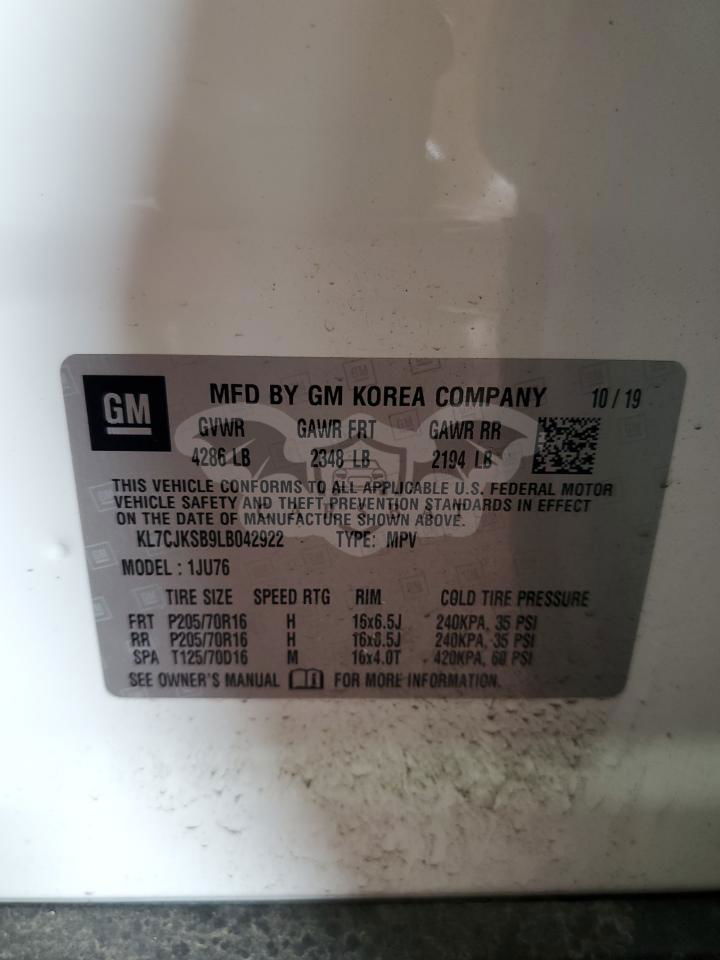 GM MFD BY GM KOREA COMPANY 10 / 19
GVWR GAWR FRT GAWR RR
4286 LB 2348 LB 2194 LB
THIS VEHICLE CONFORMS TO ALL APPLICABLE U.S. FEDERAL MOTOR
VEHICLE SAFETY AND THEFT PREVENTION STANDARDS IN EFFECT
ON THE DATE OF MANUFACTURE SHOWN ABOVE.
KL7CJKSB9LB042922 TYPE: MPV
MODEL : 1JU76
TIRE SIZE SPEED RTG RIM COLD TIRE PRESSURE
FRT P205/70R16 H 16x6.5J 240KPA, 35 PSI
RR P205/70R16 H 16x6.5J 240KPA, 35 PSI
SPA T125/70D16 M 16x4.0T 420KPA, 60 PSI
SEE OWNER'S MANUAL FOR MORE INFORMATION.